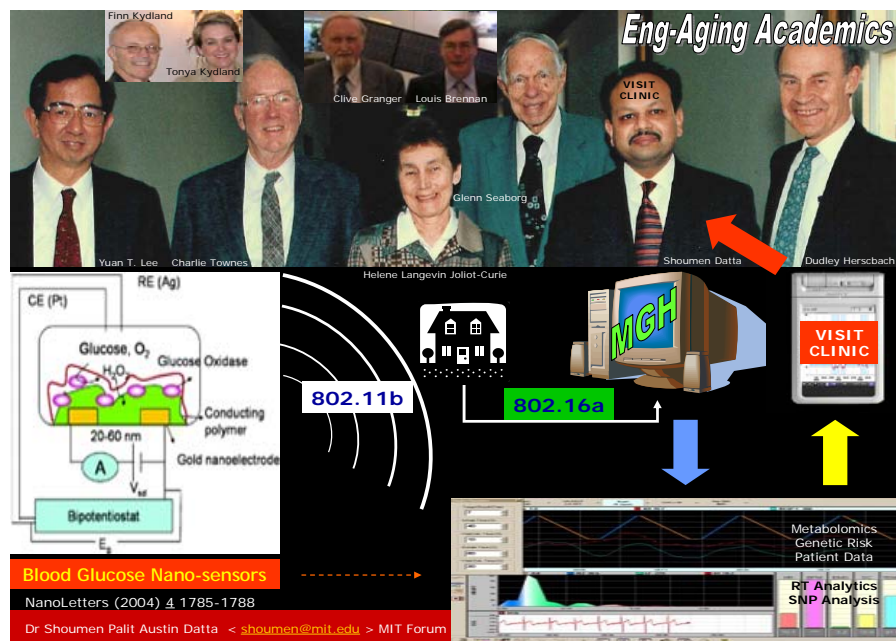 Finn Kydland
Eng-Aging Academics
Tonya Kydland
VISIT
CLINIC
Clive Granger
Louis Brennan
Glenn Seaborg
Yuan T. Lee
Charlie Townes
Shoumen Datta
Dudley Herscbach
Helene Langevin Joliot-Curie
RE (Ag)
CE (Pt)
Glucose, O2
H2O2
Glucose Oxidase
Conducting
polymer
20-60 nm
Gold nanoelectrode
A
Vsd
Bipotentiostat
802.11b
802.16a
MGH
VISIT
CLINIC
Metabolomics
Genetic Risk
Patient Data
RT Analytics
SNP Analysis
Blood Glucose Nano-sensors
NanoLetters (2004) 4 1785-1788
Dr Shoumen Palit Austin Datta < shoumen@mit.edu > MIT Forum